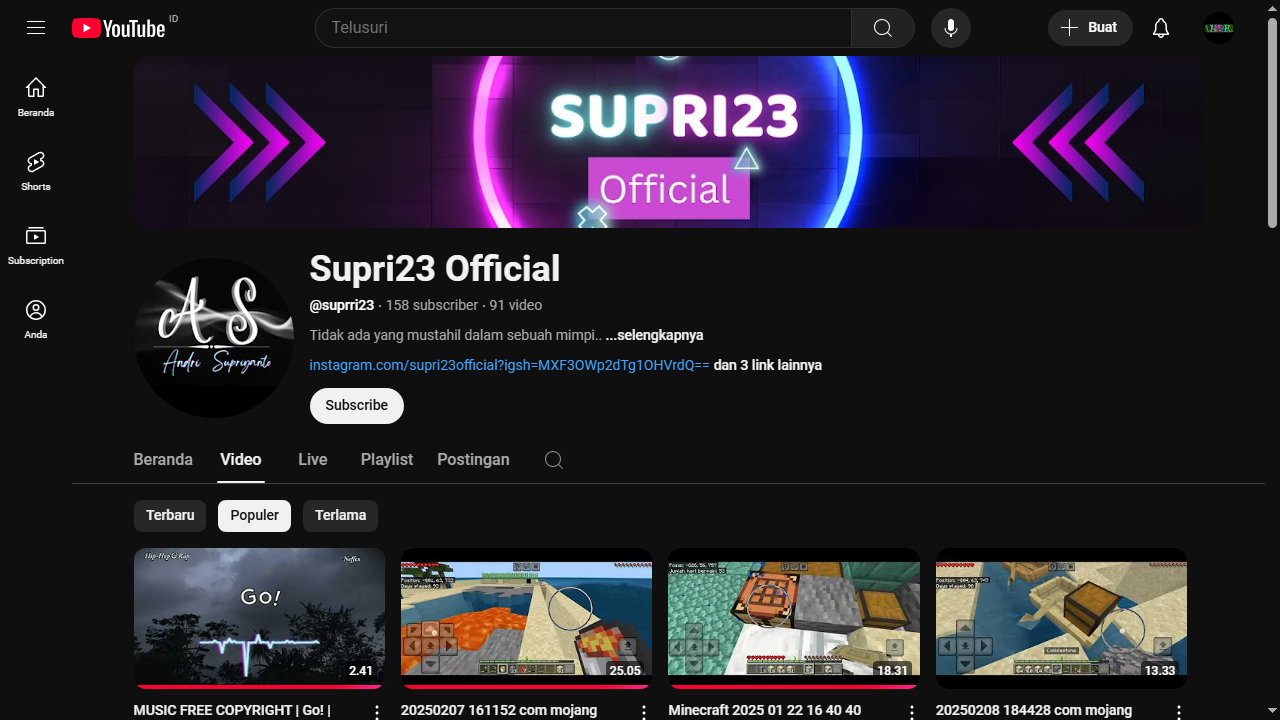 YouTube ID
Telusuri
Buat
Beranda
Shorts
Subscription
Anda
SUPRI23
Official
A S
Andri Supriyanto
Supri23 Official
@suprri23 · 158 subscriber · 91 video
Tidak ada yang mustahil dalam sebuah mimpi.. ...selengkapnya
instagram.com/supri23official?igsh=MXF3OWp2dTg1OHVrdQ== dan 3 link lainnya
Subscribe
Beranda Video Live Playlist Postingan
Terbaru Populer Terlama
Hip-Hop & Rap
Neffex
Go!
2.41
25.05
18.31
Cobblestone
13.33
MUSIC FREE COPYRIGHT | Go! |
20250207 161152 com mojang
Minecraft 2025 01 22 16 40 40
20250208 184428 com mojang